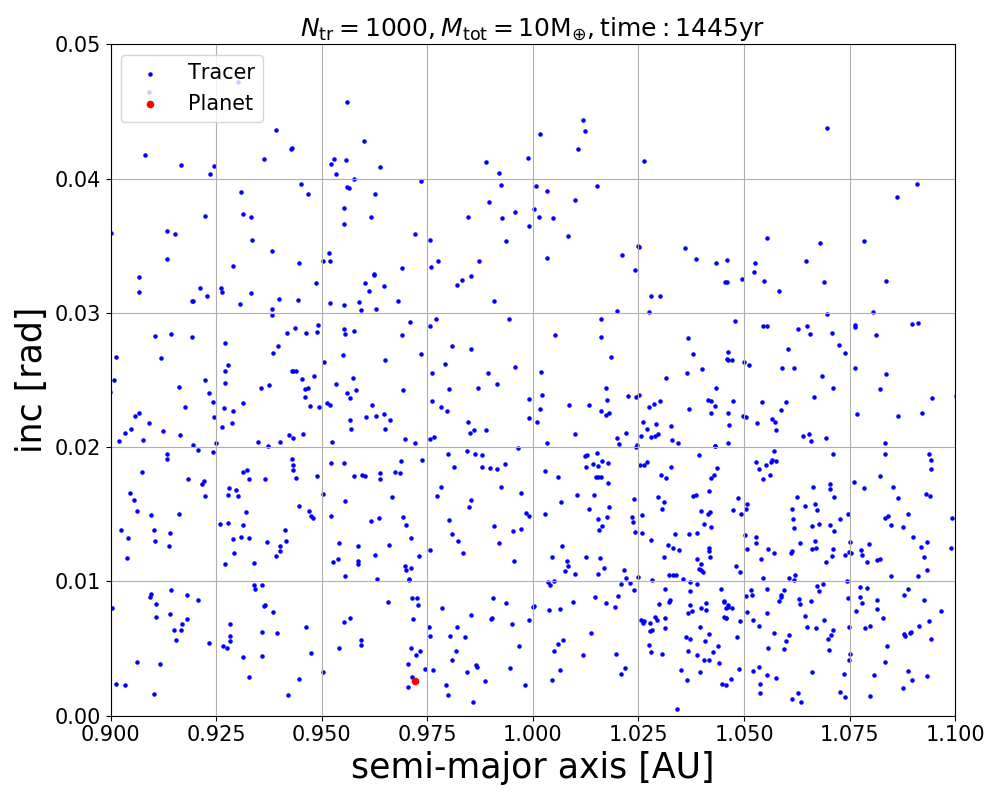 N_tr = 1000, M_tot = 10M_⊕, time : 1445yr
Tracer
Planet
0.05
0.04
0.03
0.02
0.01
0.00
inc [rad]
0.900 0.925 0.950 0.975 1.000 1.025 1.050 1.075 1.100
semi-major axis [AU]